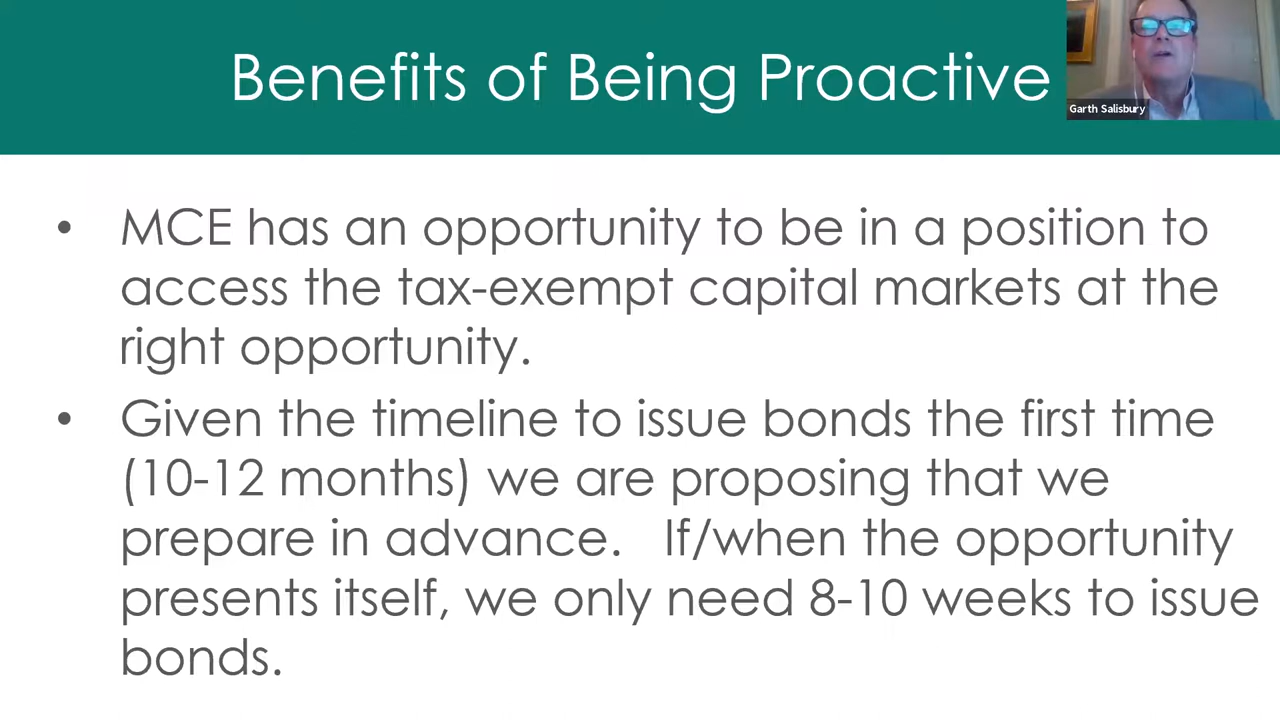 Benefits of Being Proactive
Garth Salisbury
• MCE has an opportunity to be in a position to
access the tax-exempt capital markets at the
right opportunity.
• Given the timeline to issue bonds the first time
(10-12 months) we are proposing that we
prepare in advance.   If/when the opportunity
presents itself, we only need 8-10 weeks to issue
bonds.